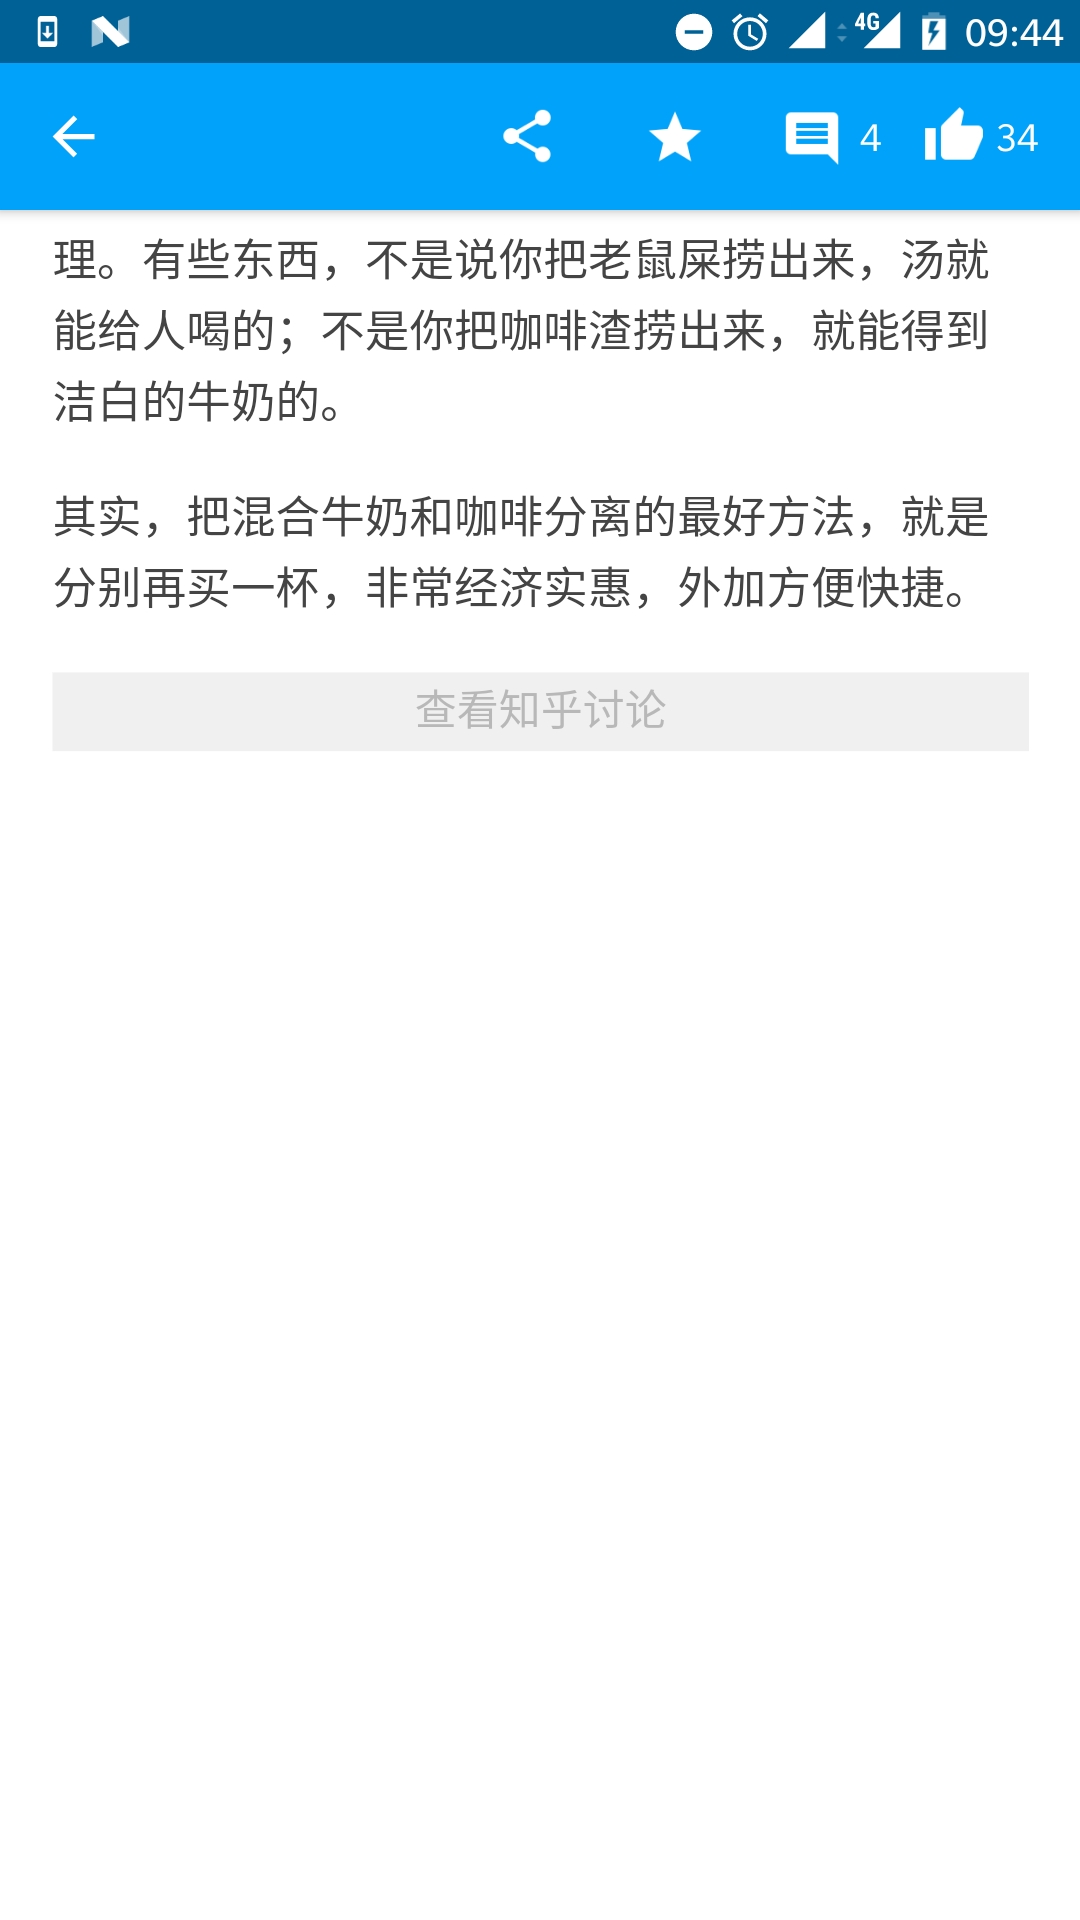 4G 09:44
4 34
理。有些东西，不是说你把老鼠屎捞出来，汤就
能给人喝的；不是你把咖啡渣捞出来，就能得到
洁白的牛奶的。
其实，把混合牛奶和咖啡分离的最好方法，就是
分别再买一杯，非常经济实惠，外加方便快捷。
查看知乎讨论